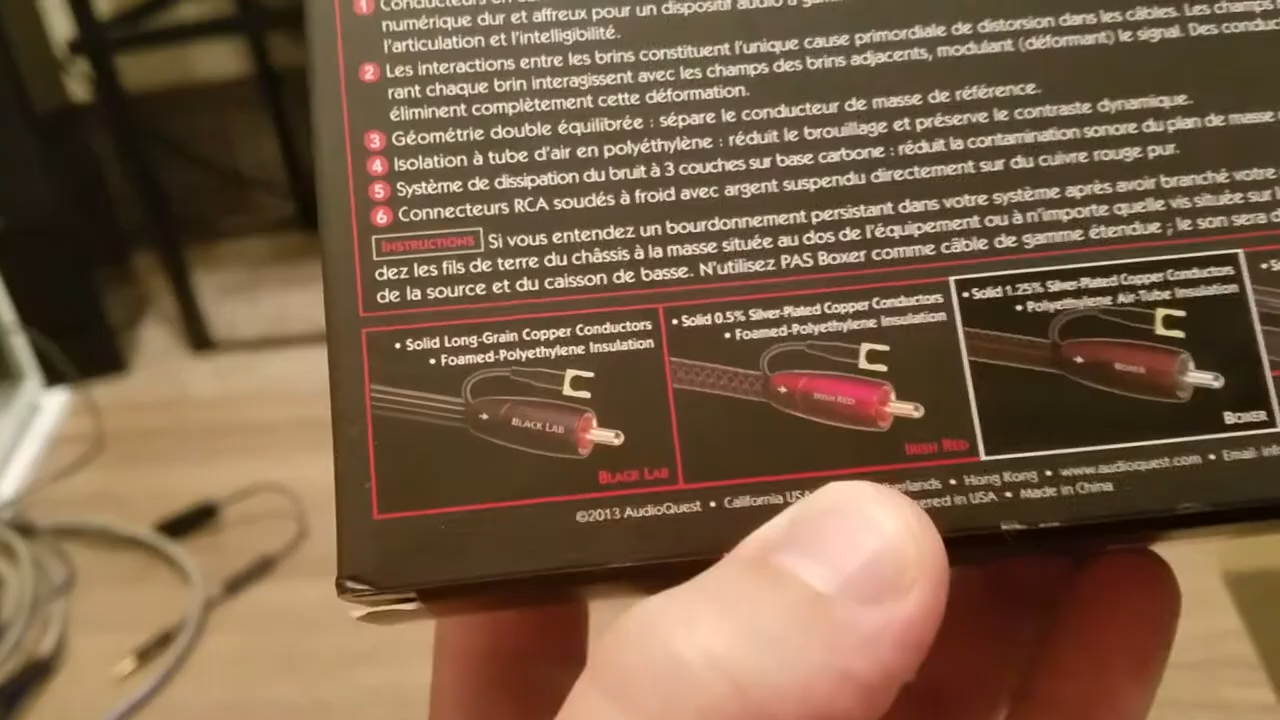 1 Conducteurs en
numérique dur et affreux pour un dispositif audio à
l'articulation et l'intelligibilité.
2 Les interactions entre les brins constituent l'unique cause primordiale de distorsion dans les câbles. Les champs
rant chaque brin interagissent avec les champs des brins adjacents, modulant (déformant) le signal. Des
éliminent complètement cette déformation.
3 Géométrie double équilibrée : sépare le conducteur de masse de référence.
4 Isolation à tube d'air en polyéthylène : réduit le brouillage et préserve le contraste dynamique.
5 Système de dissipation du bruit à 3 couches sur base carbone : réduit la contamination sonore du plan de masse
6 Connecteurs RCA soudés à froid avec argent suspendu directement sur du cuivre rouge pur.
INSTRUCTIONS Si vous entendez un bourdonnement persistant dans votre système après avoir branché votre
dez les fils de terre du châssis à la masse située au dos de l'équipement ou à n'importe quelle vis située sur
de la source et du caisson de basse. N'utilisez PAS Boxer comme câble de gamme étendue ; le son sera
• Solid Long-Grain Copper Conductors
• Foamed-Polyethylene Insulation
BLACK LAB
BLACK LAB
• Solid 0.5% Silver-Plated Copper Conductors
• Foamed-Polyethylene Insulation
IRISH RED
IRISH RED
• Solid 1.25% Silver-Plated Copper Conductors
• Polyethylene Air-Tube Insulation
BOXER
BOXER
©2013 AudioQuest • California USA • Hong Kong • www.audioquest.com • Email:
in USA • Made in China